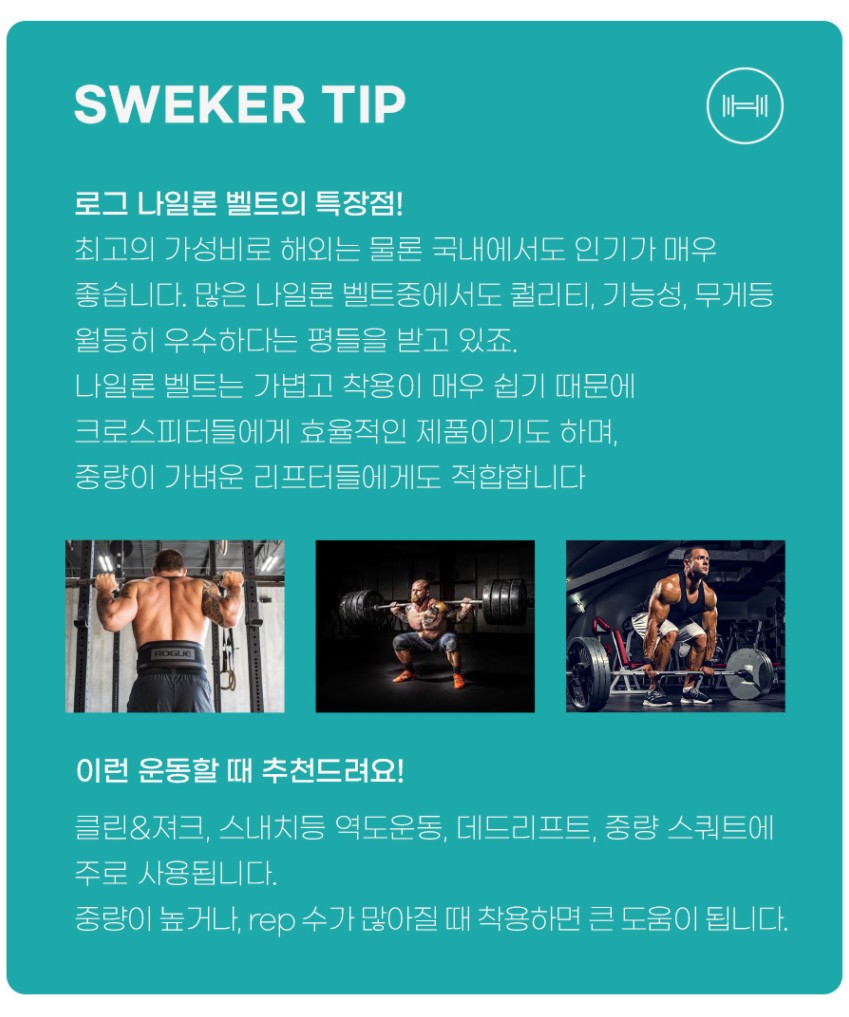 SWEKER TIP
로그 나일론 벨트의 특장점!
최고의 가성비로 해외는 물론 국내에서도 인기가 매우
좋습니다. 많은 나일론 벨트중에서도 퀄리티, 기능성, 무게등
월등히 우수하다는 평들을 받고 있죠.
나일론 벨트는 가볍고 착용이 매우 쉽기 때문에
크로스피터들에게 효율적인 제품이기도 하며,
중량이 가벼운 리프터들에게도 적합합니다
ROGUE
이런 운동할 때 추천드려요!
클린&져크, 스내치등 역도운동, 데드리프트, 중량 스쿼트에
주로 사용됩니다.
중량이 높거나, rep 수가 많아질 때 착용하면 큰 도움이 됩니다.